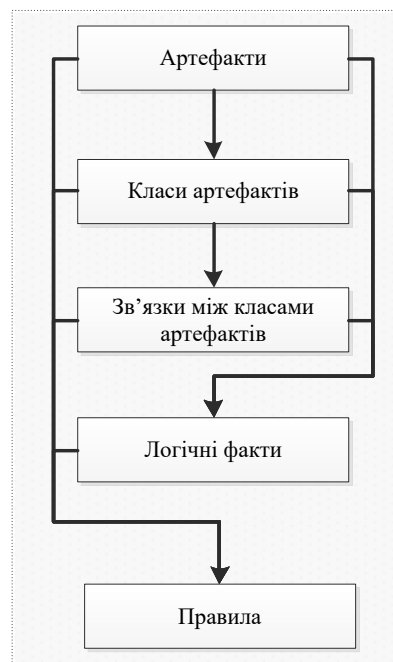 Артефакти
Класи артефактів
Зв’язки між класами
артефактів
Логічні факти
Правила